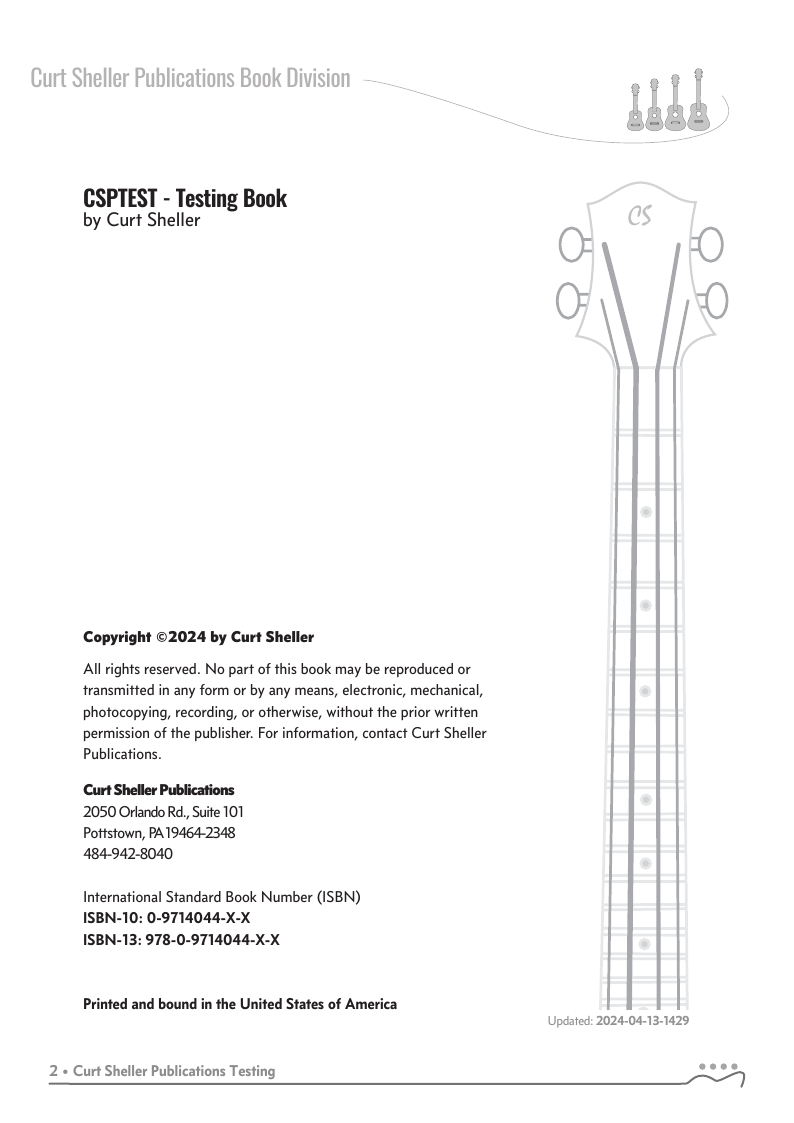 Curt Sheller Publications Book Division
CS
CSPTEST - Testing Book
by Curt Sheller
Copyright ©2024 by Curt Sheller
All rights reserved. No part of this book may be reproduced or
transmitted in any form or by any means, electronic, mechanical,
photocopying, recording, or otherwise, without the prior written
permission of the publisher. For information, contact Curt Sheller
Publications.
Curt Sheller Publications
2050 Orlando Rd., Suite 101
Pottstown, PA 19464-2348
484-942-8040
International Standard Book Number (ISBN)
ISBN-10: 0-9714044-X-X
ISBN-13: 978-0-9714044-X-X
Printed and bound in the United States of America
Updated: 2024-04-13-1429
2 • Curt Sheller Publications Testing